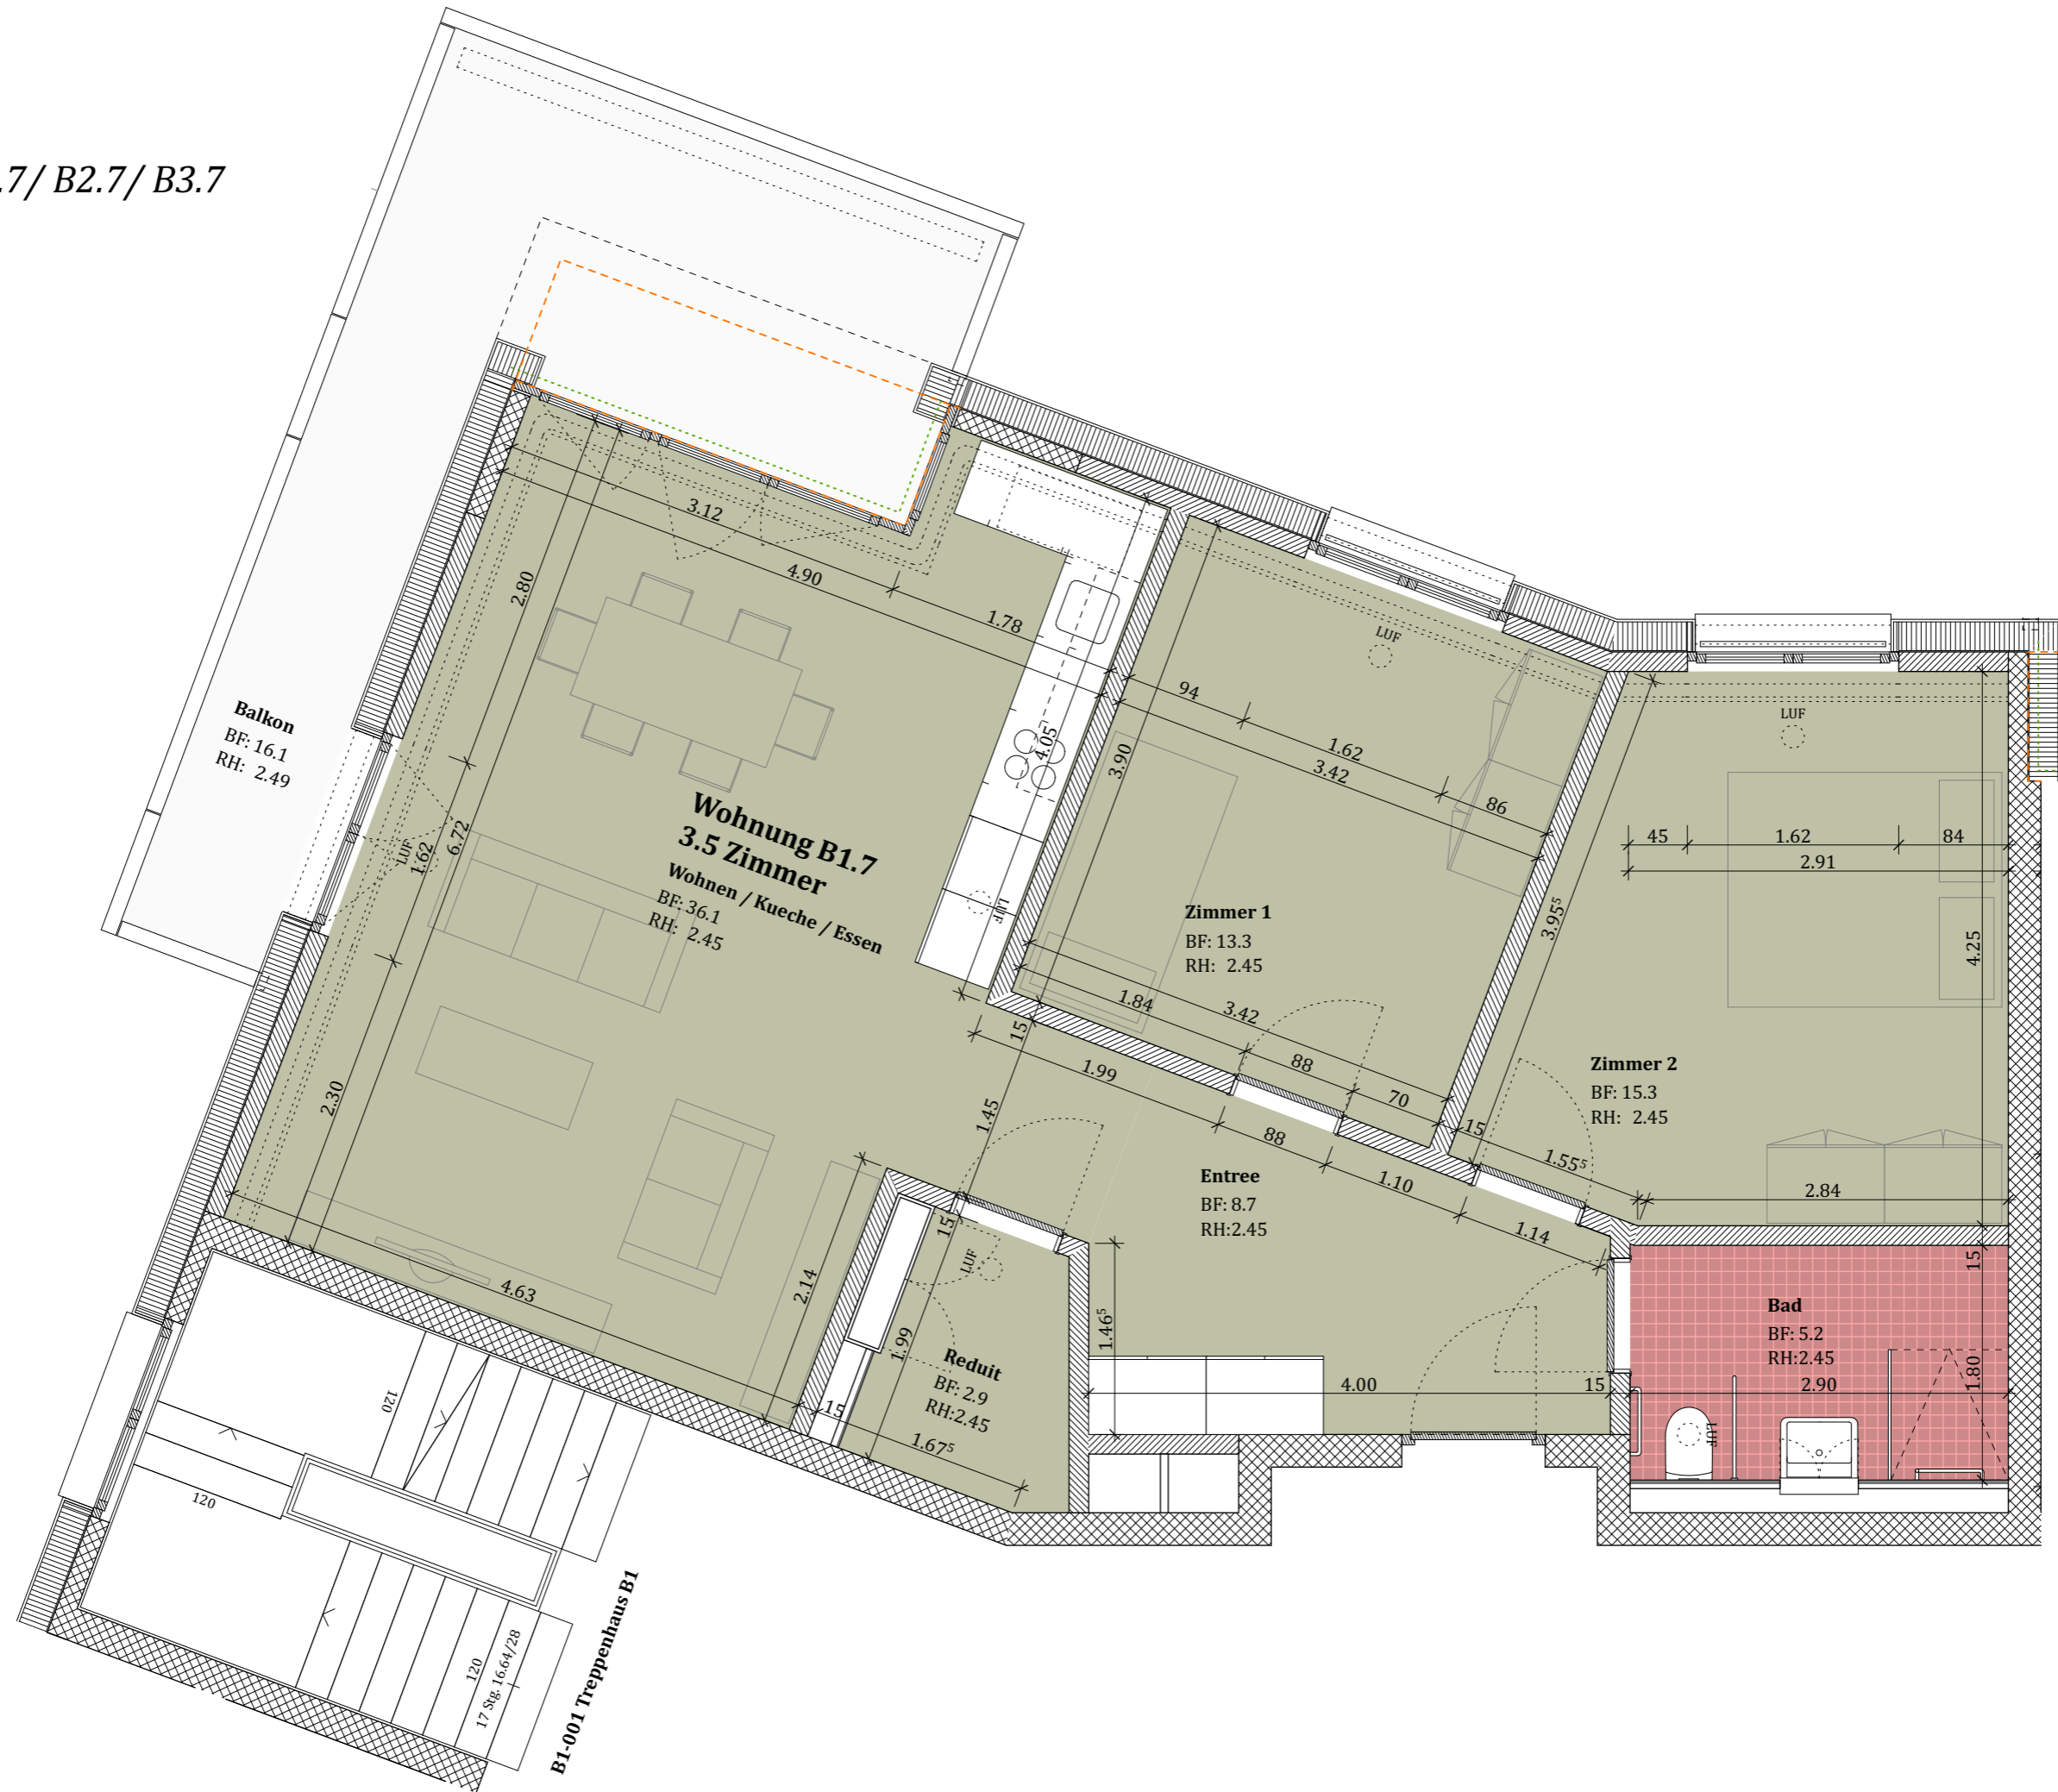 .7/ B2.7/ B3.7
Balkon
BF: 16.1
RH: 2.49
Wohnung B1.7
3.5 Zimmer
Wohnen / Kueche / Essen
BF: 36.1
RH: 2.45
3.12
4.90
1.78
2.80
1.62
6.72
2.30
4.63
4.05
LUF
LUF
Zimmer 1
BF: 13.3
RH: 2.45
LUF
94
1.62
3.42
86
3.90
1.84
3.42
88
70
Zimmer 2
BF: 15.3
RH: 2.45
LUF
45
1.62
84
2.91
3.95⁵
4.25
15
1.55⁵
2.84
Entree
BF: 8.7
RH:2.45
15
1.99
1.45
88
1.10
1.14
1.46⁵
4.00
15
Reduit
BF: 2.9
RH:2.45
LUF
15⁵
2.14
1.99
15
1.67⁵
Bad
BF: 5.2
RH:2.45
2.90
15
1.80
LUF
120
120
120
17 Stg. 16.64/28
B1-001 Treppenhaus B1